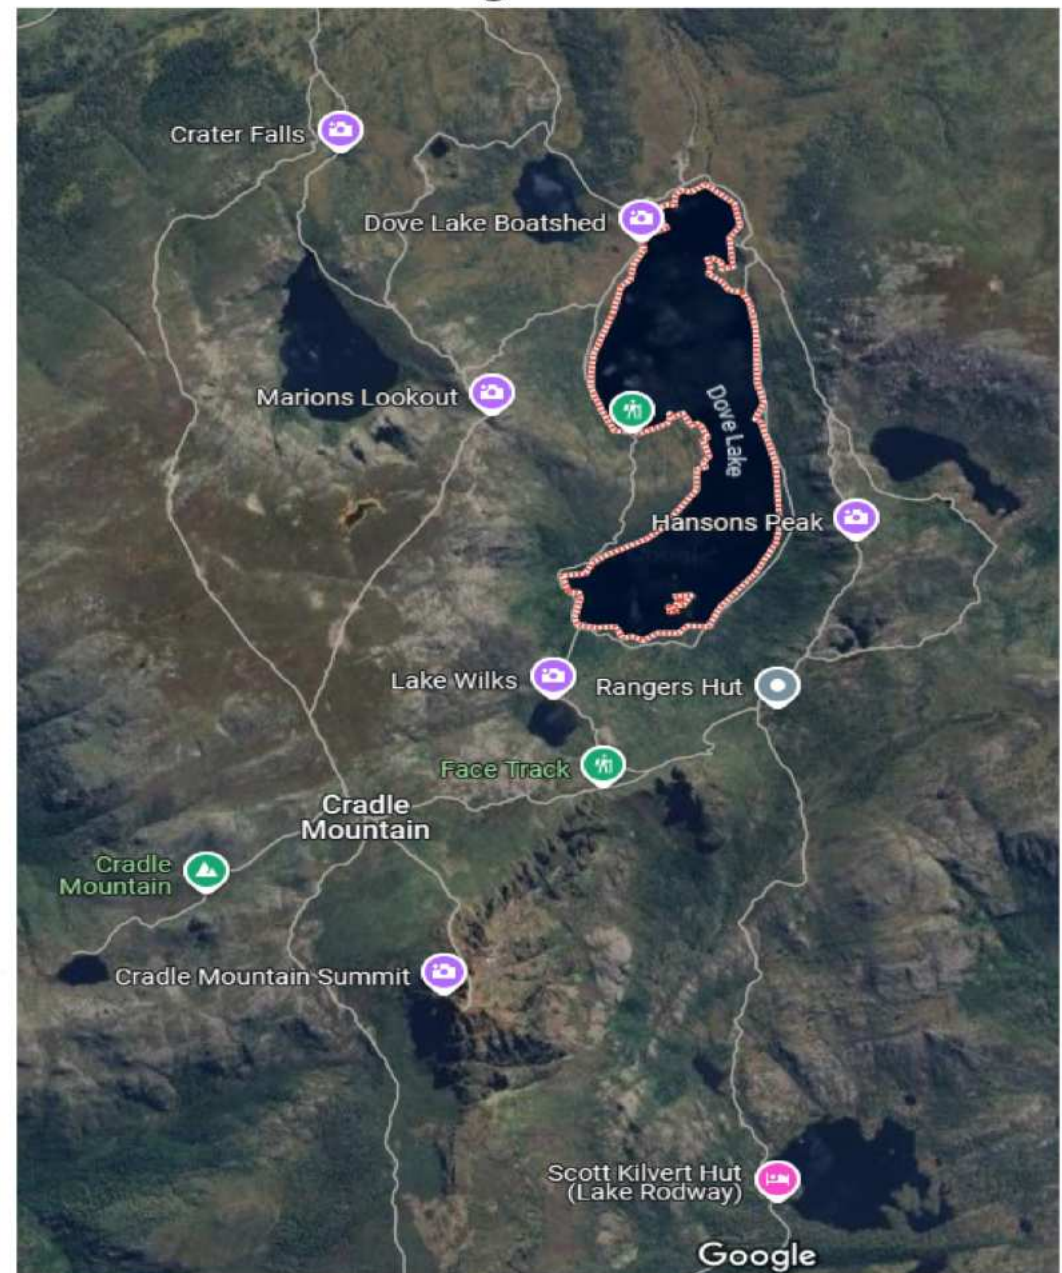 Crater Falls
Dove Lake Boatshed
Marions Lookout
Dove Lake
Hansons Peak
Lake Wilks
Rangers Hut
Face Track
Cradle
Mountain
Cradle
Mountain
Cradle Mountain Summit
Scott Kilvert Hut
(Lake Rodway)
Google